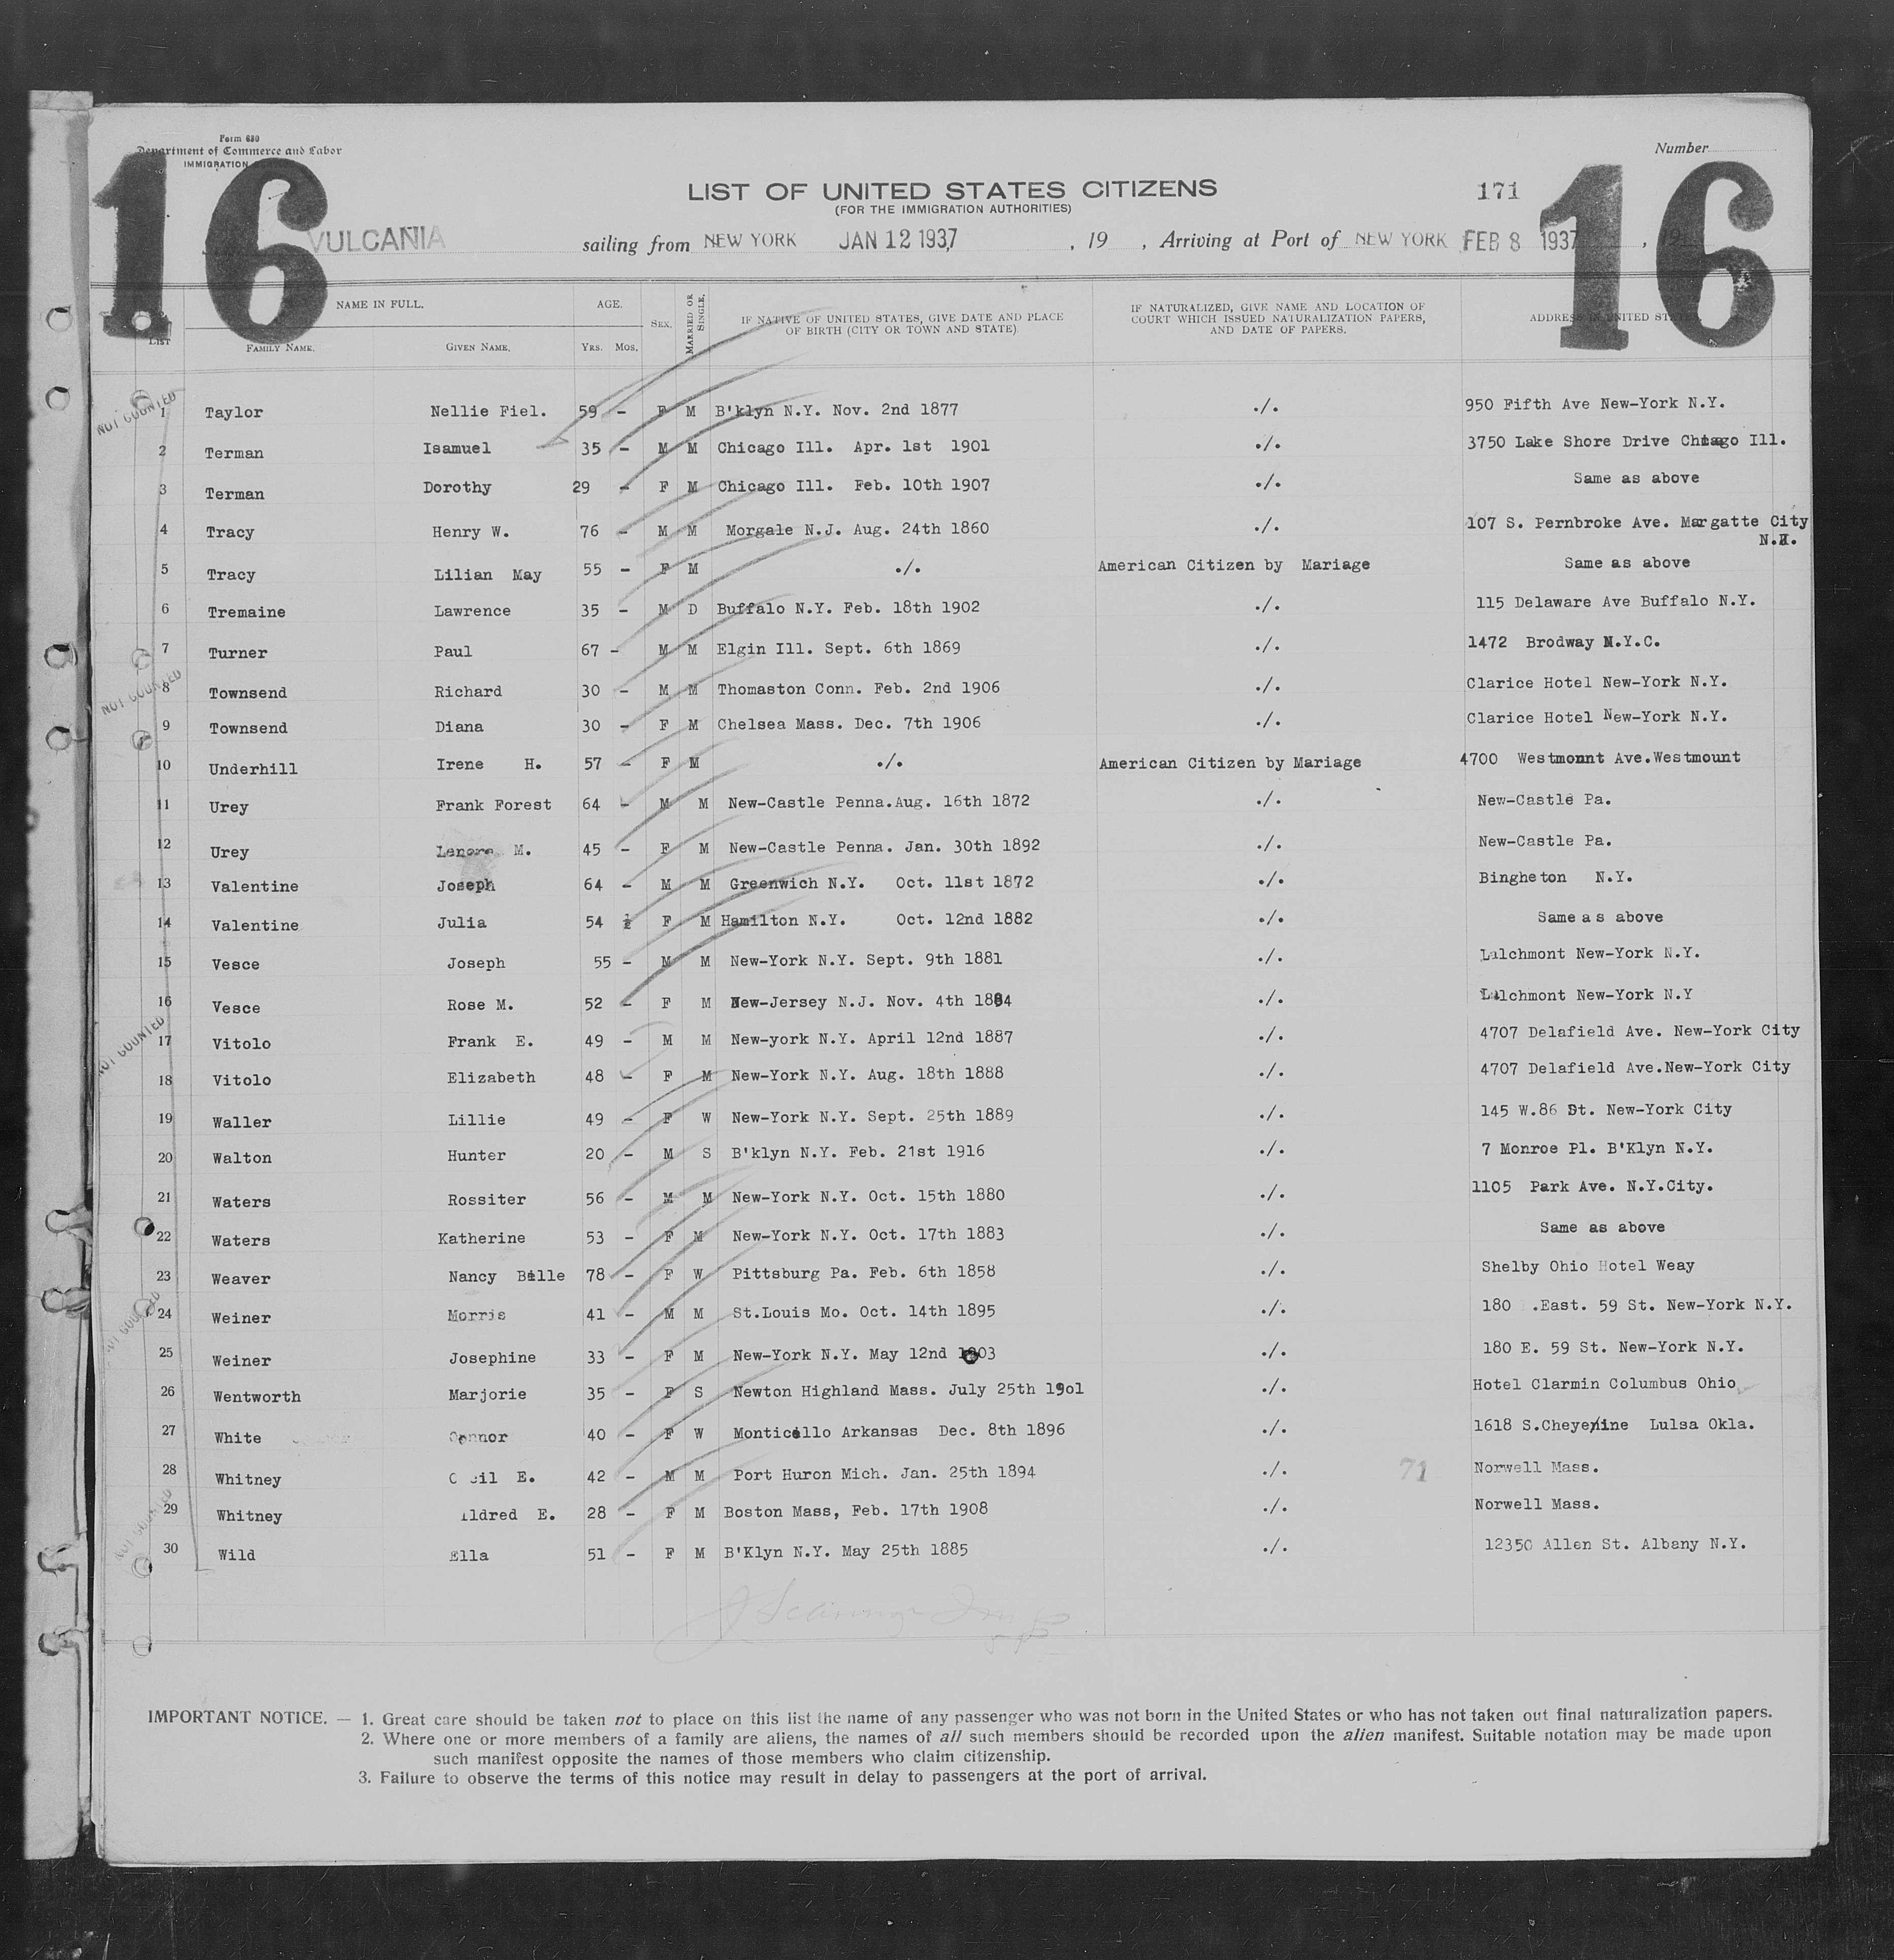 Form 680
Department of Commerce and Labor
IMMIGRATION
Number
16
16
LIST OF UNITED STATES CITIZENS
171
(FOR THE IMMIGRATION AUTHORITIES)
VULCANIA sailing from NEW YORK JAN 12 1937, 19 , Arriving at Port of NEW YORK FEB 8 1937, 19
LIST
NAME IN FULL.
FAMILY NAME. GIVEN NAME.
AGE.
YRS. MOS.
SEX.
MARRIED OR SINGLE.
IF NATIVE OF UNITED STATES, GIVE DATE AND PLACE OF BIRTH (CITY OR TOWN AND STATE)
IF NATURALIZED, GIVE NAME AND LOCATION OF COURT WHICH ISSUED NATURALIZATION PAPERS, AND DATE OF PAPERS.
ADDRESS IN UNITED STATES
NOT COUNTED
1 Taylor Nellie Fiel. 59 - F M B'klyn N.Y. Nov. 2nd 1877 ./. 950 Fifth Ave New-York N.Y.
2 Terman Isamuel 35 - M M Chicago Ill. Apr. 1st 1901 ./. 3750 Lake Shore Drive Chicago Ill.
3 Terman Dorothy 29 - F M Chicago Ill. Feb. 10th 1907 ./. Same as above
4 Tracy Henry W. 76 - M M Morgale N.J. Aug. 24th 1860 ./. 107 S. Pernbroke Ave. Margatte City
5 Tracy Lilian May 55 - F M ./. American Citizen by Mariage Same as above
6 Tremaine Lawrence 35 - M D Buffalo N.Y. Feb. 18th 1902 ./. 115 Delaware Ave Buffalo N.Y.
7 Turner Paul 67 - M M Elgin Ill. Sept. 6th 1869 ./. 1472 Brodway N.Y.C.
NOT COUNTED
8 Townsend Richard 30 - M M Thomaston Conn. Feb. 2nd 1906 ./. Clarice Hotel New-York N.Y.
9 Townsend Diana 30 - F M Chelsea Mass. Dec. 7th 1906 ./. Clarice Hotel New-York N.Y.
10 Underhill Irene H. 57 - F M ./. American Citizen by Mariage 4700 Westmonnt Ave.Westmount
11 Urey Frank Forest 64 - M M New-Castle Penna.Aug. 16th 1872 ./. New-Castle Pa.
12 Urey Lenora M. 45 - F M New-Castle Penna. Jan. 30th 1892 ./. New-Castle Pa.
13 Valentine Joseph 64 - M M Greenwich N.Y. Oct. 11st 1872 ./. Bingheton N.Y.
14 Valentine Julia 54 ½ F M Hamilton N.Y. Oct. 12nd 1882 ./. Same as above
15 Vesce Joseph 55 - M M New-York N.Y. Sept. 9th 1881 ./. Lalchmont New-York N.Y.
16 Vesce Rose M. 52 - F M New-Jersey N.J. Nov. 4th 1884 ./. Lalchmont New-York N.Y
NOT COUNTED
17 Vitolo Frank E. 49 - M M New-york N.Y. April 12nd 1887 ./. 4707 Delafield Ave. New-York City
18 Vitolo Elizabeth 48 - F M New-York N.Y. Aug. 18th 1888 ./. 4707 Delafield Ave.New-York City
19 Waller Lillie 49 - F W New-York N.Y. Sept. 25th 1889 ./. 145 W.86 St. New-York City
20 Walton Hunter 20 - M S B'klyn N.Y. Feb. 21st 1916 ./. 7 Monroe Pl. B'Klyn N.Y.
21 Waters Rossiter 56 - M M New-York N.Y. Oct. 15th 1880 ./. 1105 Park Ave. N.Y.City.
22 Waters Katherine 53 - F M New-York N.Y. Oct. 17th 1883 ./. Same as above
23 Weaver Nancy Bille 78 - F W Pittsburg Pa. Feb. 6th 1858 ./. Shelby Ohio Hotel Weay
NOT COUNTED
24 Weiner Morris 41 - M M St.Louis Mo. Oct. 14th 1895 ./. 180 .East. 59 St. New-York N.Y.
25 Weiner Josephine 33 - F M New-York N.Y. May 12nd 1903 ./. 180 E. 59 St. New-York N.Y.
26 Wentworth Marjorie 35 - F S Newton Highland Mass. July 25th 19ol ./. Hotel Clarmin Columbus Ohio
27 White Connor 40 - F W Monticello Arkansas Dec. 8th 1896 ./. 1618 S.Cheyenine Lulsa Okla.
28 Whitney Cecil E. 42 - M M Port Huron Mich. Jan. 25th 1894 ./. 71 Norwell Mass.
NOT COUNTED
29 Whitney ldred E. 28 - F M Boston Mass, Feb. 17th 1908 ./. Norwell Mass.
30 Wild Ella 51 - F M B'Klyn N.Y. May 25th 1885 ./. 12350 Allen St. Albany N.Y.
IMPORTANT NOTICE. — 1. Great care should be taken not to place on this list the name of any passenger who was not born in the United States or who has not taken out final naturalization papers.
2. Where one or more members of a family are aliens, the names of all such members should be recorded upon the alien manifest. Suitable notation may be made upon
such manifest opposite the names of those members who claim citizenship.
3. Failure to observe the terms of this notice may result in delay to passengers at the port of arrival.